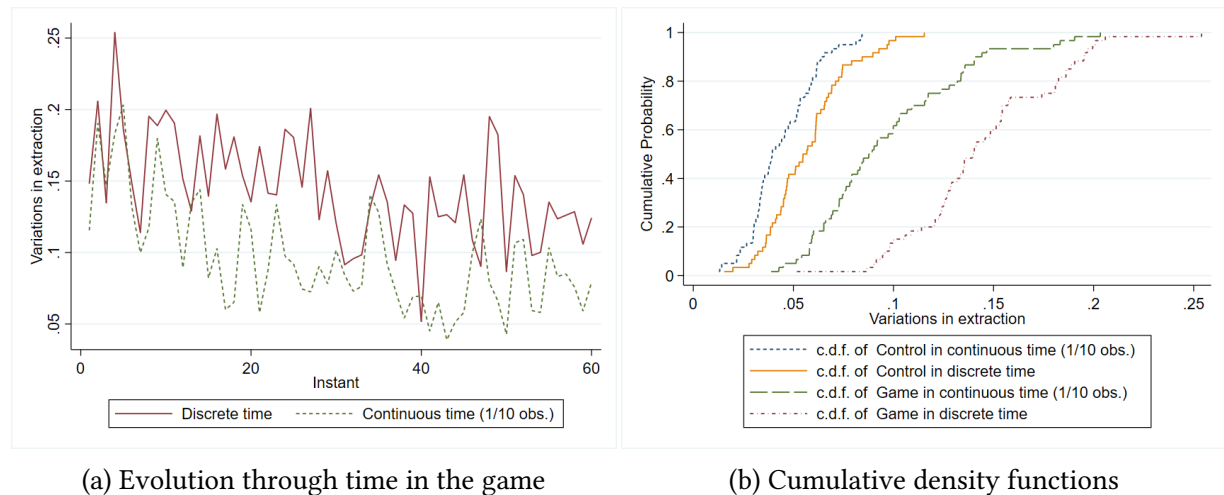 .25
.2
.15
.1
.05
Variations in extraction
0
20
40
60
Instant
Discrete time
Continuous time (1/10 obs.)
(a) Evolution through time in the game
1
.8
.6
.4
.2
0
Cumulative Probability
0
.05
.1
.15
.2
.25
Variations in extraction
c.d.f. of Control in continuous time (1/10 obs.)
c.d.f. of Control in discrete time
c.d.f. of Game in continuous time (1/10 obs.)
c.d.f. of Game in discrete time
(b) Cumulative density functions